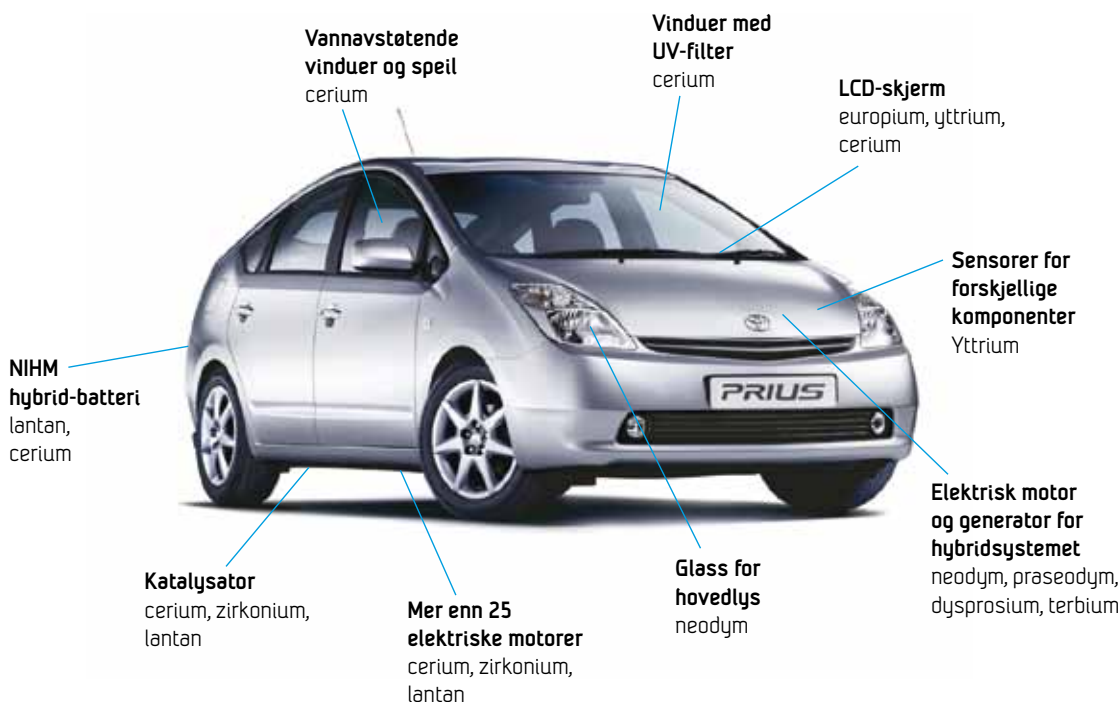 Vannavstøtende
vinduer og speil
cerium
Vinduer med
UV-filter
cerium
LCD-skjerm
europium, yttrium,
cerium
Sensorer for
forskjellige
komponenter
Yttrium
NIHM
hybrid-batteri
lantan,
cerium
PRIUS
Elektrisk motor
og generator for
hybridsystemet
neodym, praseodym,
dysprosium, terbium
Glass for
hovedlys
neodym
Katalysator
cerium, zirkonium,
lantan
Mer enn 25
elektriske motorer
cerium, zirkonium,
lantan